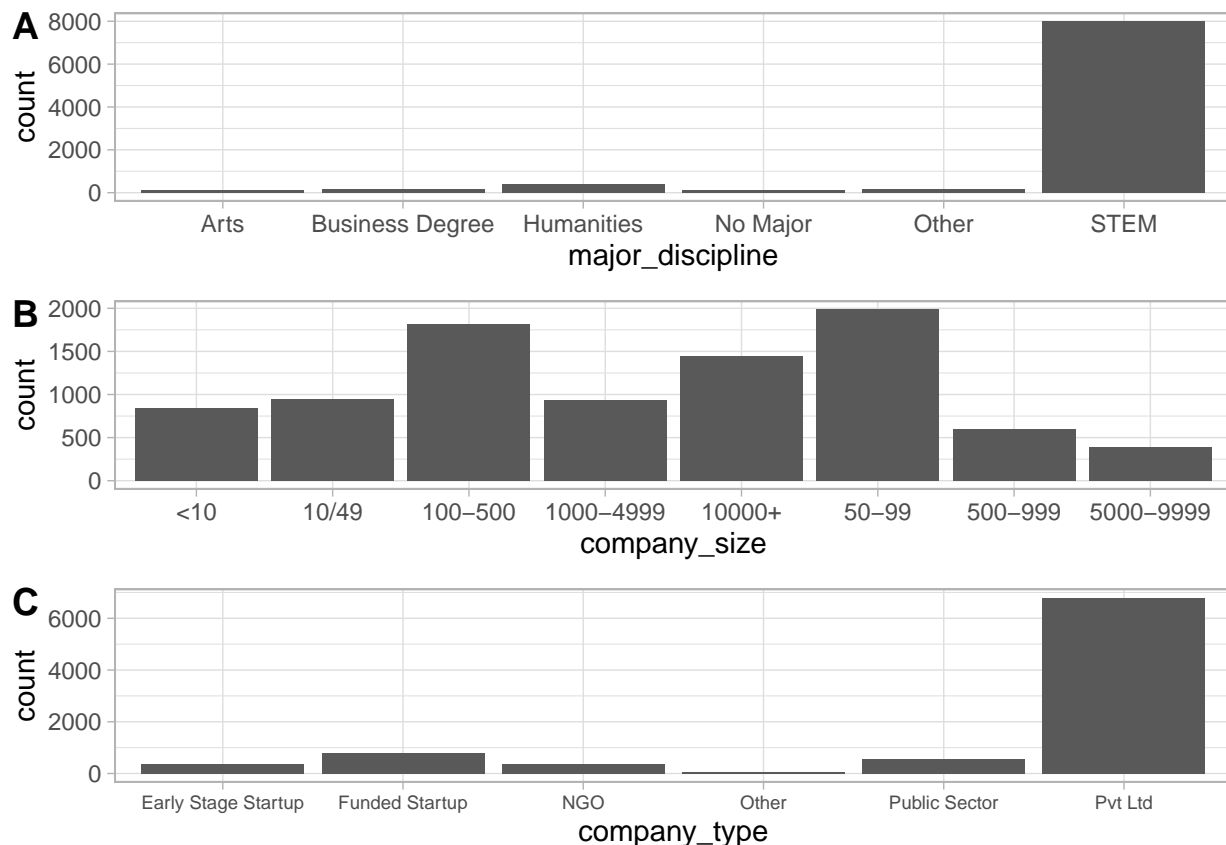 A
8000
6000
4000
2000
0
count
Arts Business Degree Humanities No Major Other STEM
major_discipline
B
2000
1500
1000
500
0
count
<10 10/49 100−500 1000−4999 10000+ 50−99 500−999 5000−9999
company_size
C
6000
4000
2000
0
count
Early Stage Startup Funded Startup NGO Other Public Sector Pvt Ltd
company_type